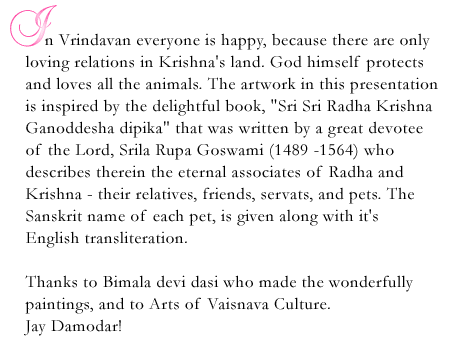 In Vrindavan everyone is happy, because there are only
loving relations in Krishna's land. God himself protects
and loves all the animals. The artwork in this presentation
is inspired by the delightful book, "Sri Sri Radha Krishna
Ganoddesha dipika" that was written by a great devotee
of the Lord, Srila Rupa Goswami (1489 -1564) who
describes therein the eternal associates of Radha and
Krishna - their relatives, friends, servats, and pets. The
Sanskrit name of each pet, is given along with it's
English transliteration.

Thanks to Bimala devi dasi who made the wonderfully
paintings, and to Arts of Vaisnava Culture.
Jay Damodar!